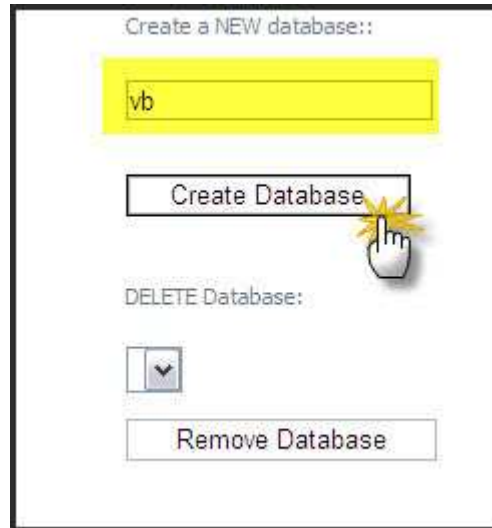 Create a NEW database::
vb
Create Database
DELETE Database:
Remove Database